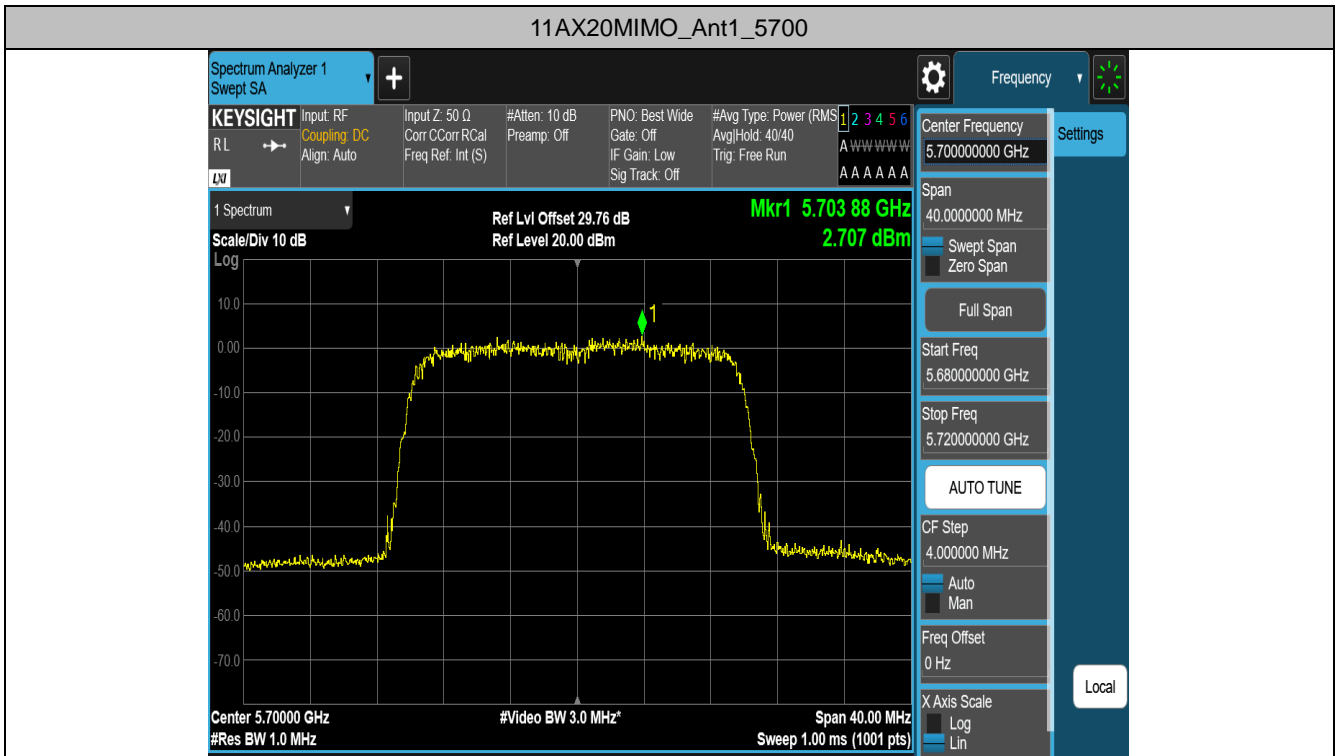 11AX20MIMO_Ant1_5700
Spectrum Analyzer 1
Swept SA
+
Frequency
KEYSIGHT
RL
LXI
Input: RF
Coupling: DC
Align: Auto
Input Z: 50 Ω
Corr CCorr RCal
Freq Ref: Int (S)
#Atten: 10 dB
Preamp: Off
PNO: Best Wide
Gate: Off
IF Gain: Low
Sig Track: Off
#Avg Type: Power (RMS
Avg|Hold: 40/40
Trig: Free Run
1 2 3 4 5 6
A W W W W W
A A A A A A
1 Spectrum
Scale/Div 10 dB
Log
Ref Lvl Offset 29.76 dB
Ref Level 20.00 dBm
Mkr1 5.703 88 GHz
2.707 dBm
1
10.0
0.00
-10.0
-20.0
-30.0
-40.0
-50.0
-60.0
-70.0
Center 5.70000 GHz
#Res BW 1.0 MHz
#Video BW 3.0 MHz*
Span 40.00 MHz
Sweep 1.00 ms (1001 pts)
Center Frequency
5.700000000 GHz
Settings
Span
40.0000000 MHz
Swept Span
Zero Span
Full Span
Start Freq
5.680000000 GHz
Stop Freq
5.720000000 GHz
AUTO TUNE
CF Step
4.000000 MHz
Auto
Man
Freq Offset
0 Hz
Local
X Axis Scale
Log
Lin